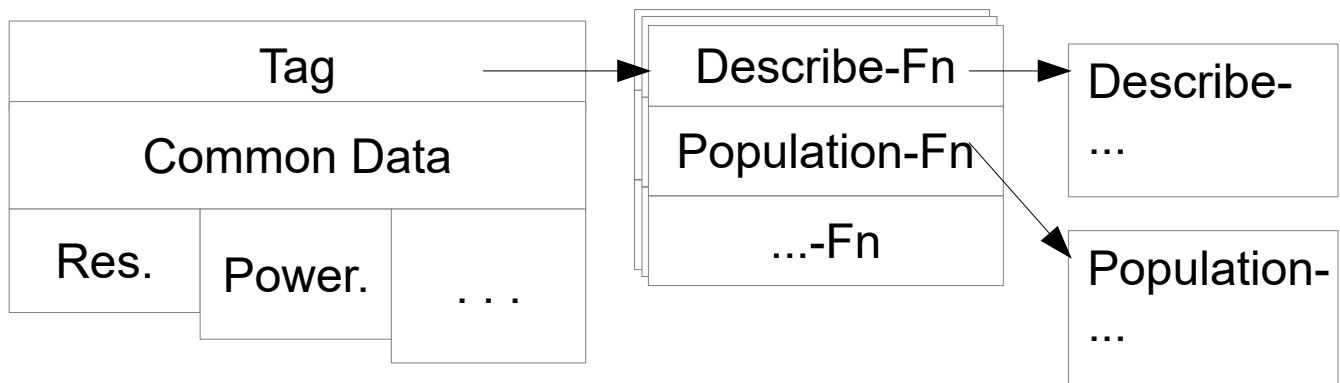 Tag
Common Data
Res.
Power.
. . .
Describe-Fn
Population-Fn
...-Fn
Describe-
...
Population-
...